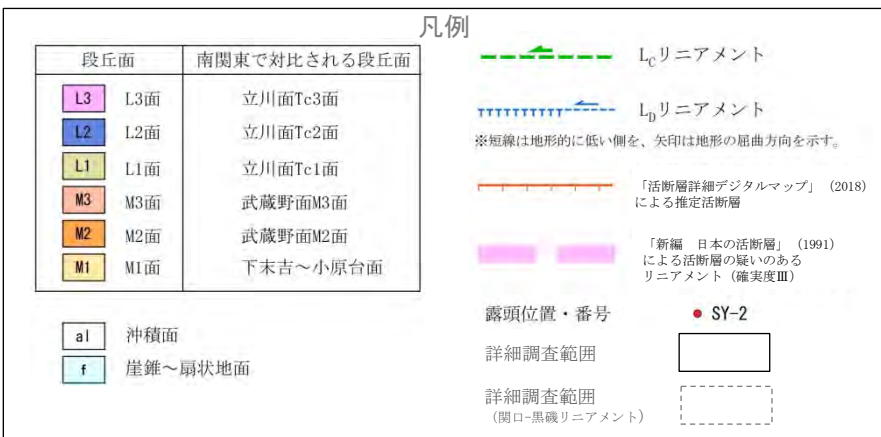 凡例
段丘面 南関東で対比される段丘面
L3 L3面 立川面Tc3面
L2 L2面 立川面Tc2面
L1 L1面 立川面Tc1面
M3 M3面 武蔵野面M3面
M2 M2面 武蔵野面M2面
M1 M1面 下末吉～小原台面
al 沖積面
f 崖錐～扇状地面
LCリニアメント
LDリニアメント
※短線は地形的に低い側を、矢印は地形の屈曲方向を示す。
「活断層詳細デジタルマップ」(2018)
による推定活断層
「新編 日本の活断層」(1991)
による活断層の疑いのある
リニアメント(確実度Ⅲ)
露頭位置・番号 SY-2
詳細調査範囲
詳細調査範囲
(関口-黒磯リニアメント)